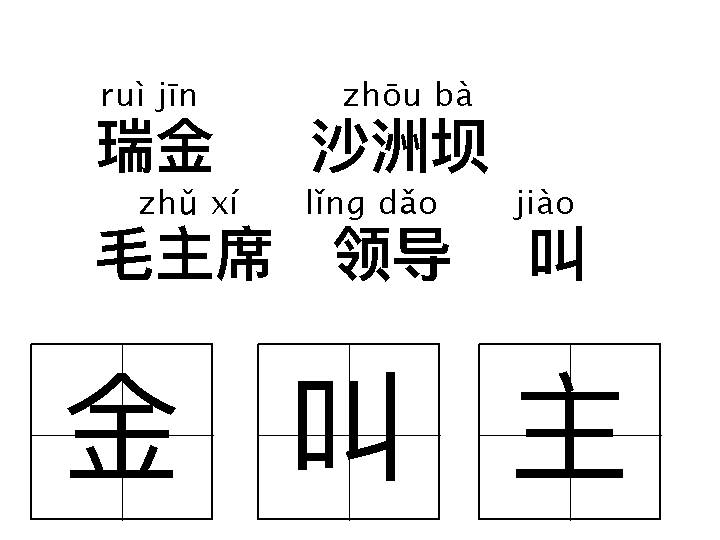 ruì jīn zhōu bà
瑞金 沙洲坝
zhǔ xí lǐng dǎo jiào
毛主席 领导 叫
金 叫 主